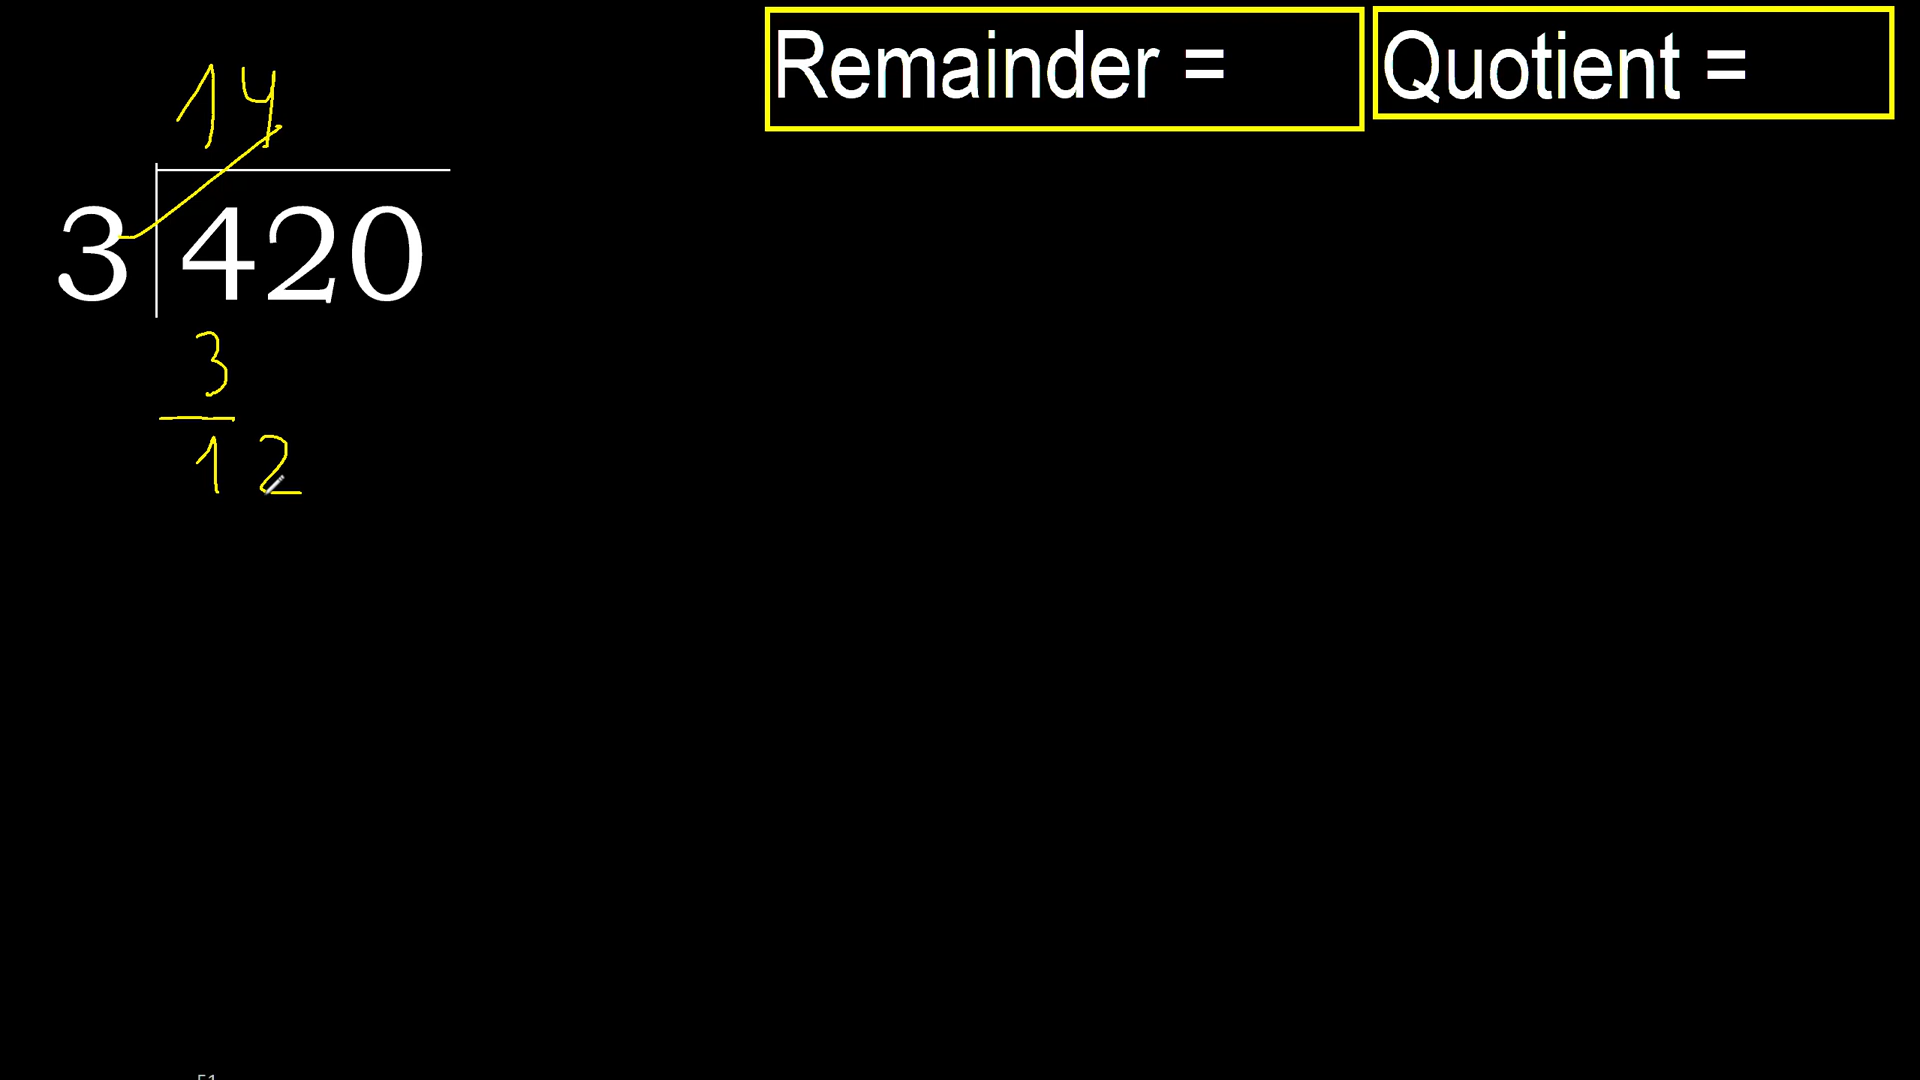 Remainder =
Quotient =
14
3 420
3
12